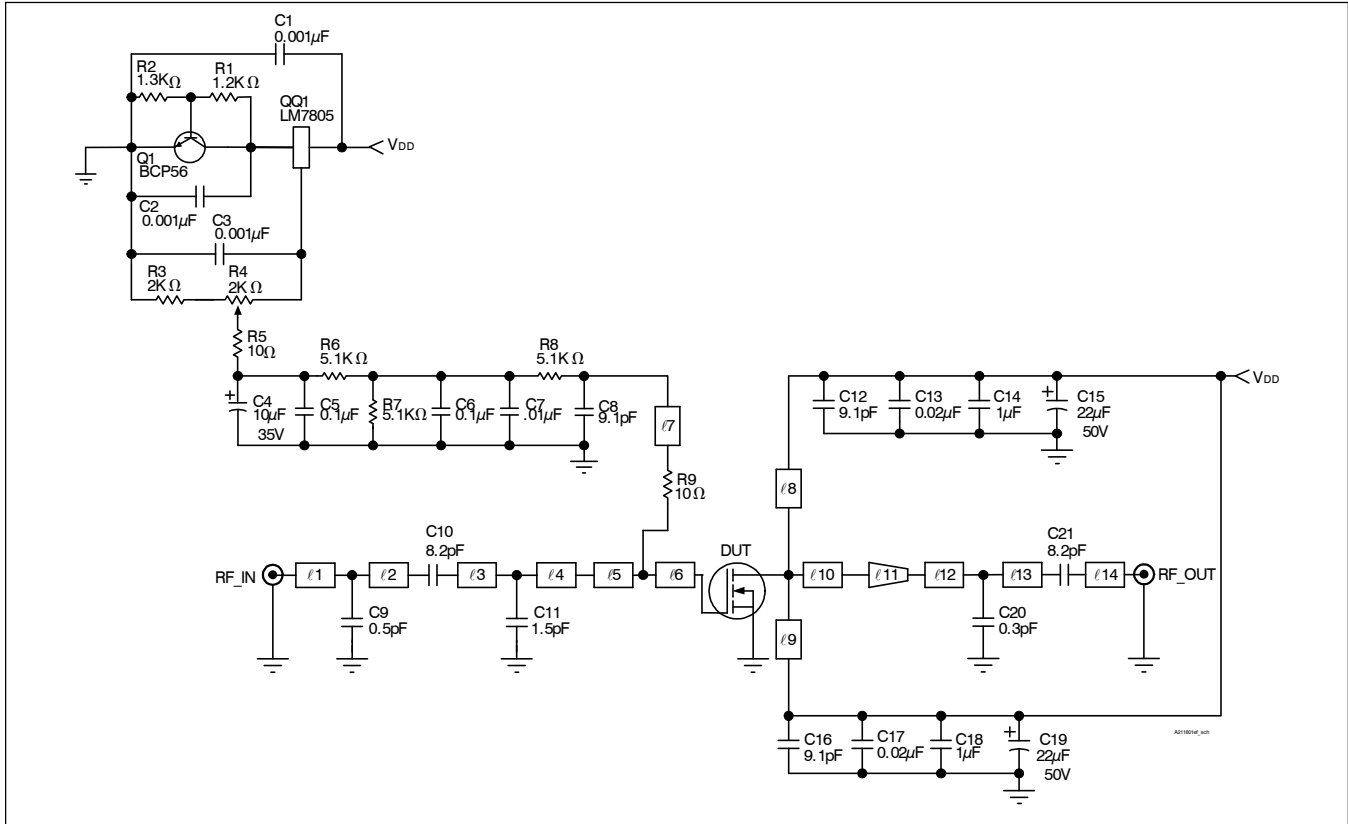 C1
0.001µF
R2
1.3KΩ
R1
1.2KΩ
QQ1
LM7805
VDD
Q1
BCP56
C2
0.001µF
C3
0.001µF
R3
2KΩ
R4
2KΩ
R5
10Ω
R6
5.1KΩ
R8
5.1KΩ
C4
10µF
35V
C5
0.1µF
R7
5.1KΩ
C6
0.1µF
C7
.01µF
C8
9.1pF
ℓ7
R9
10Ω
C12
9.1pF
C13
0.02µF
C14
1µF
C15
22µF
50V
VDD
ℓ8
RF_IN
ℓ1
ℓ2
C10
8.2pF
ℓ3
ℓ4
ℓ5
ℓ6
DUT
ℓ10
ℓ11
ℓ12
ℓ13
C21
8.2pF
ℓ14
RF_OUT
C9
0.5pF
C11
1.5pF
ℓ9
C20
0.3pF
C16
9.1pF
C17
0.02µF
C18
1µF
C19
22µF
50V